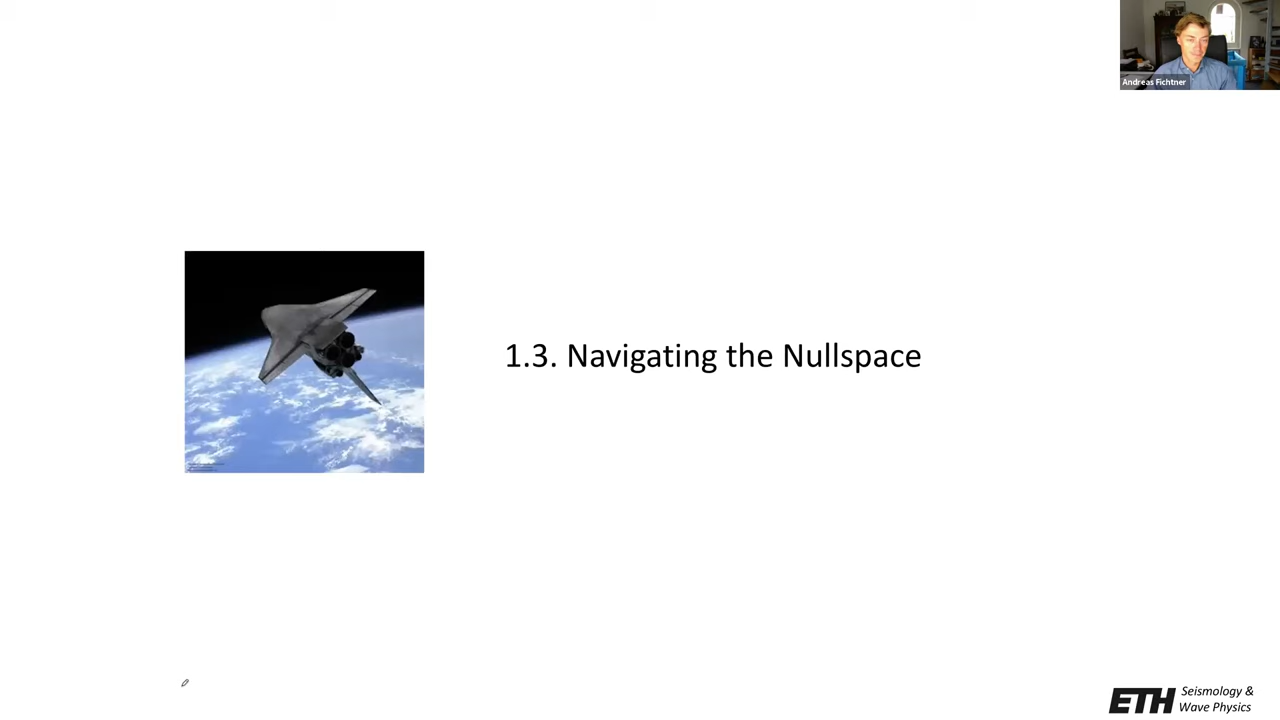 Andreas Fichtner
1.3. Navigating the Nullspace
ETH Seismology &
Wave Physics